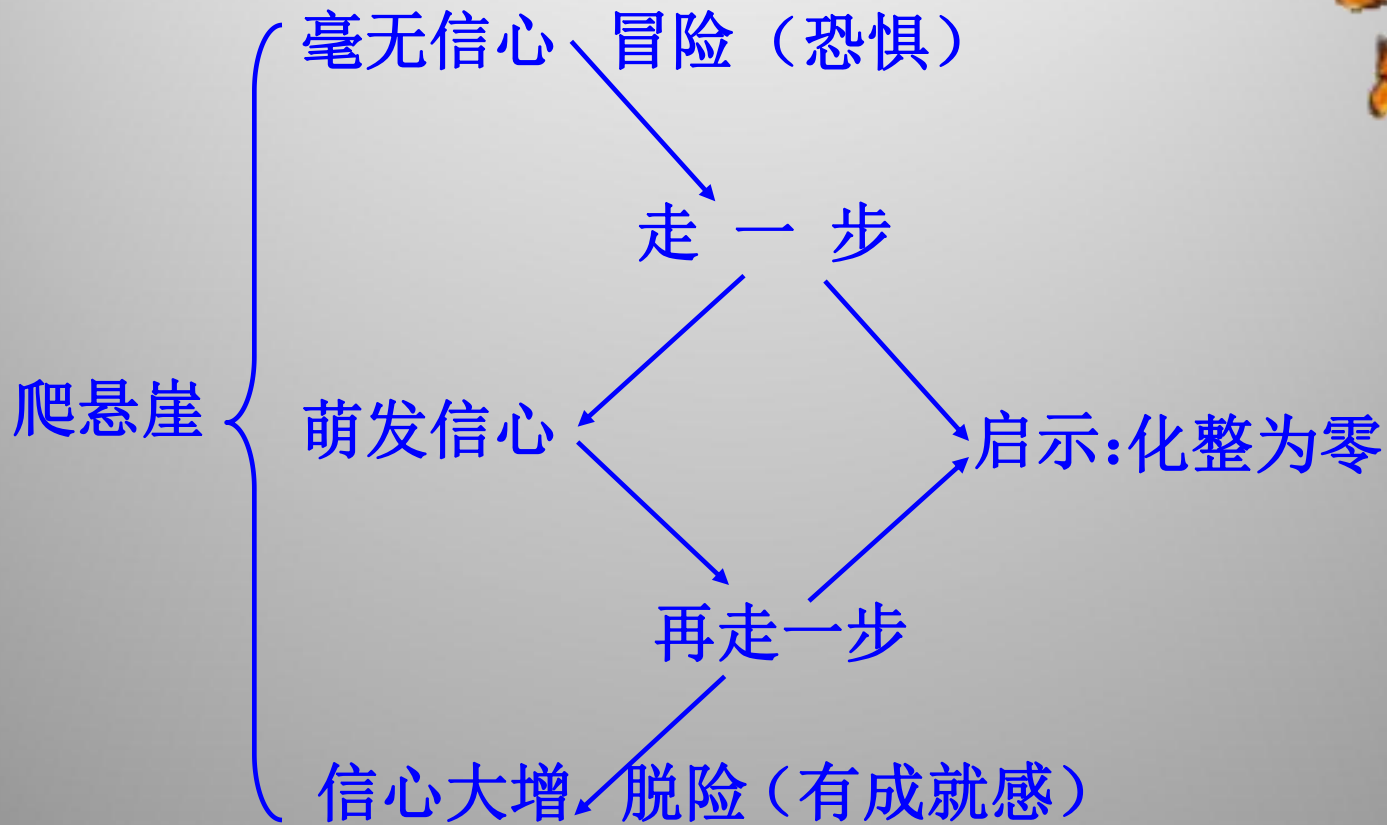 毫无信心 冒险（恐惧）
走 一 步
爬悬崖
萌发信心
启示:化整为零
再走一步
信心大增 脱险（有成就感）